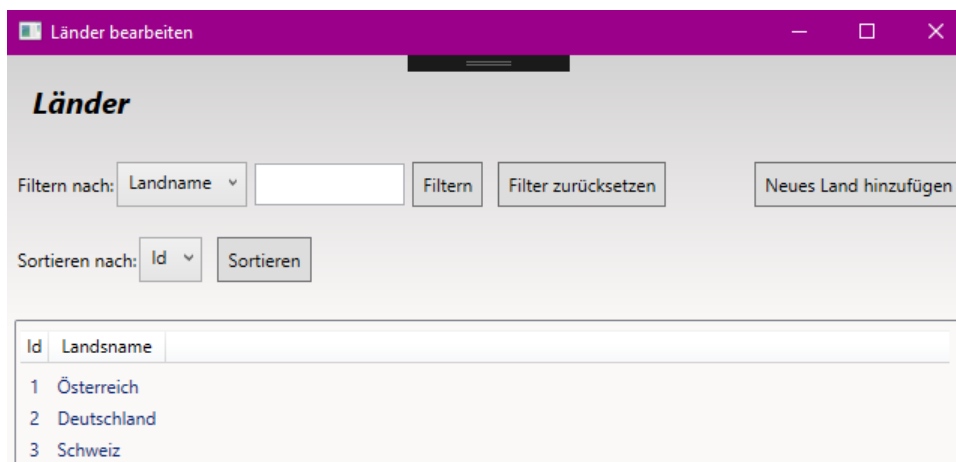 Länder bearbeiten
Länder
Filtern nach: Landname Filtern Filter zurücksetzen Neues Land hinzufügen
Sortieren nach: Id Sortieren
Id Landsname
1 Österreich
2 Deutschland
3 Schweiz